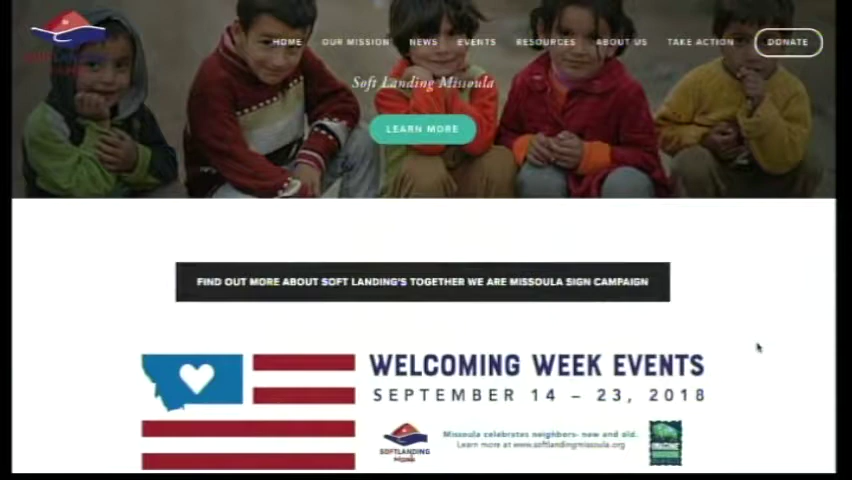 HOME OUR MISSION NEWS EVENTS RESOURCES ABOUT US TAKE ACTION DONATE
Soft Landing Missoula
LEARN MORE
FIND OUT MORE ABOUT SOFT LANDING'S TOGETHER WE ARE MISSOULA SIGN CAMPAIGN
WELCOMING WEEK EVENTS
SEPTEMBER 14 – 23, 2018
Missoula celebrates neighbors- new and old.
Learn more at www.softlandingmissoula.org
SOFTLANDING
Missoula